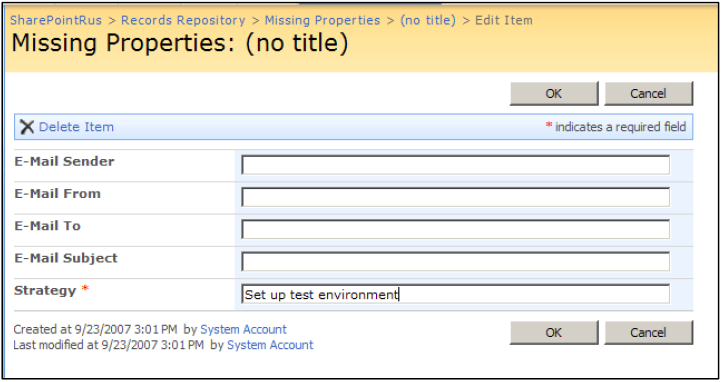 SharePointRus > Records Repository > Missing Properties > (no title) > Edit Item
Missing Properties: (no title)
OK Cancel
Delete Item * indicates a required field
E-Mail Sender
E-Mail From
E-Mail To
E-Mail Subject
Strategy * Set up test environment
Created at 9/23/2007 3:01 PM by System Account OK Cancel
Last modified at 9/23/2007 3:01 PM by System Account